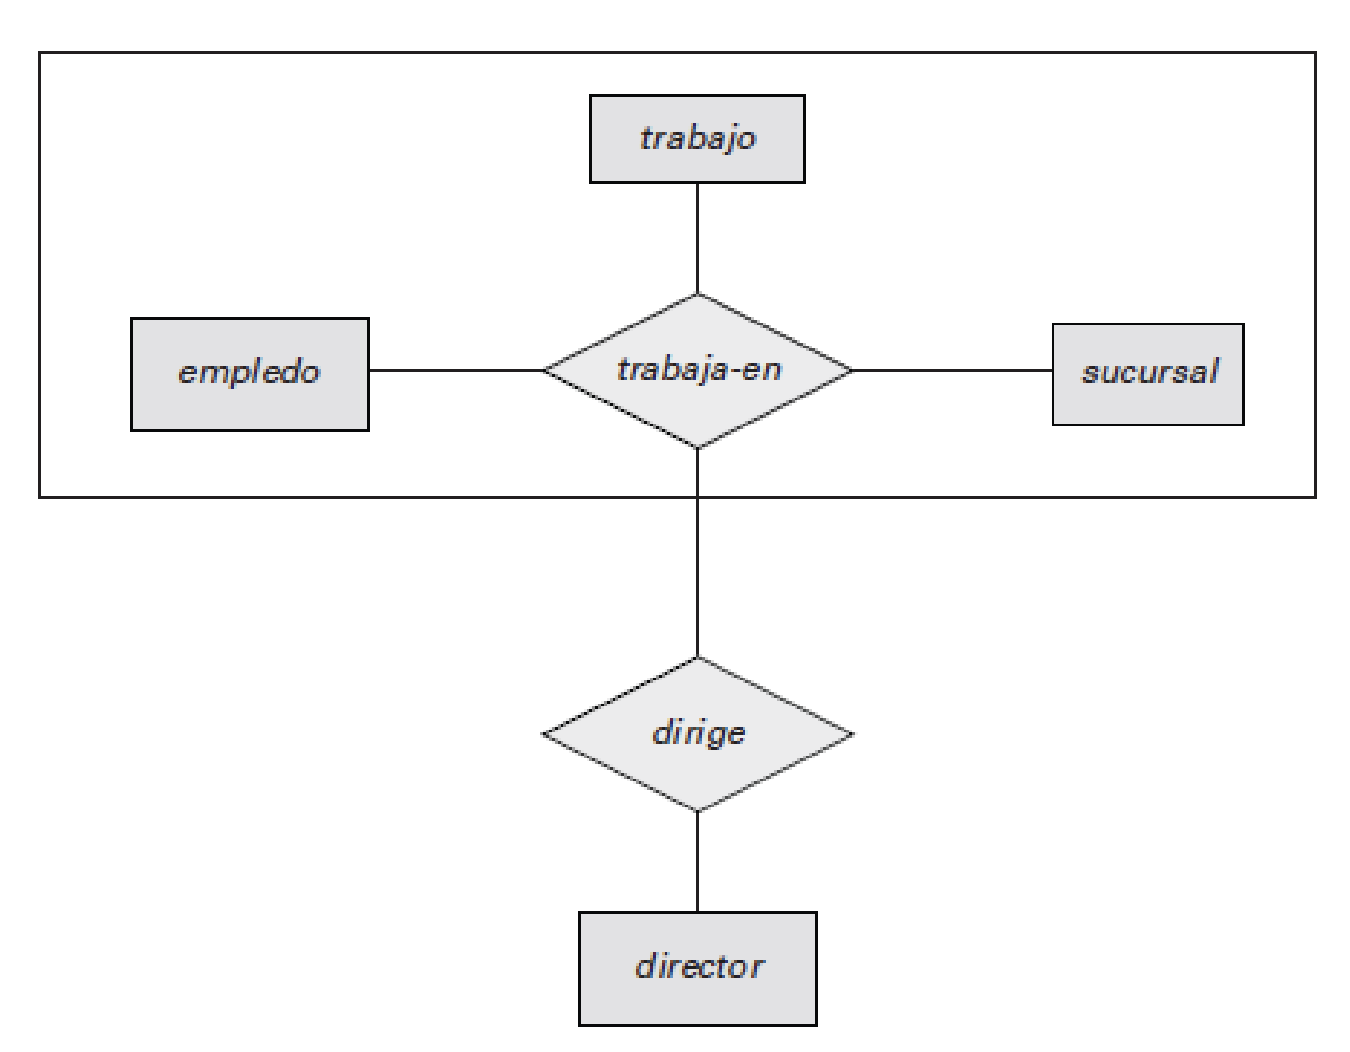 trabajo
empledo
trabaja-en
sucursal
dirige
director